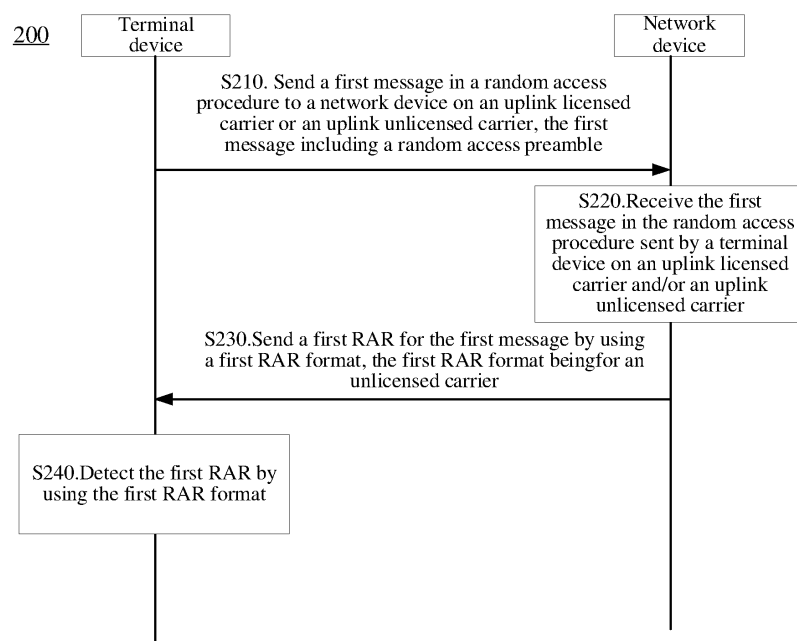 200
Terminal
device
Network
device
S210. Send a first message in a random access
procedure to a network device on an uplink licensed
carrier or an uplink unlicensed carrier, the first
message including a random access preamble
S220.Receive the first
message in the random access
procedure sent by a terminal
device on an uplink licensed
carrier and/or an uplink
unlicensed carrier
S230.Send a first RAR for the first message by using
a first RAR format, the first RAR format beingfor an
unlicensed carrier
S240.Detect the first RAR by
using the first RAR format